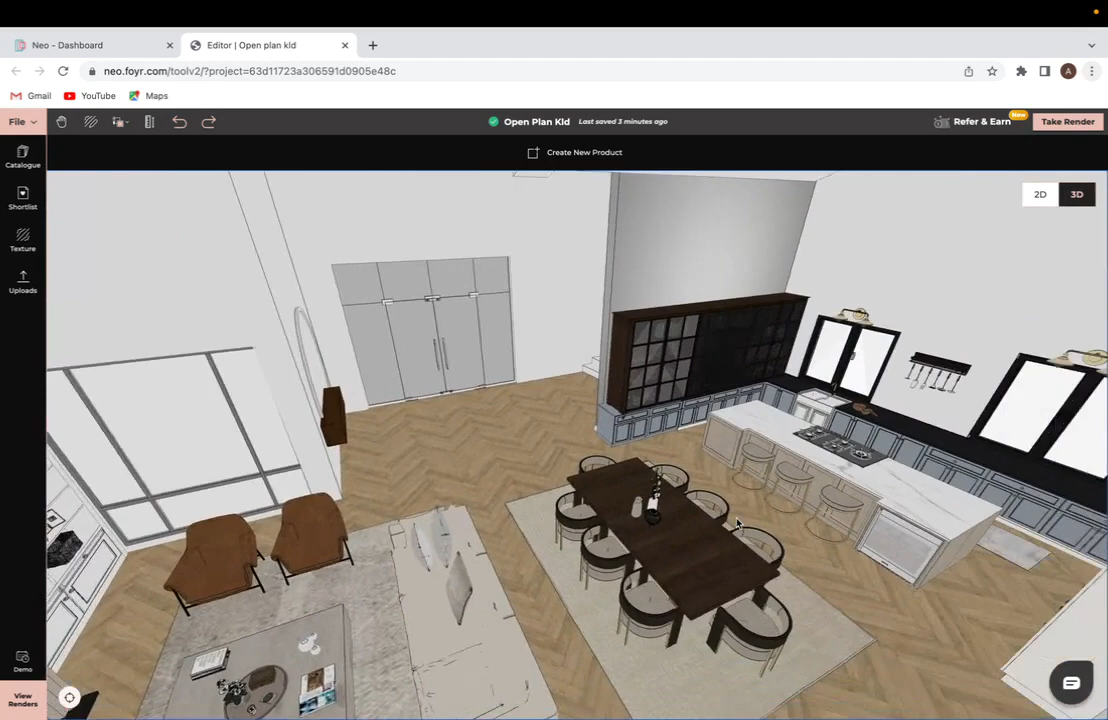 Neo - Dashboard
Editor | Open plan kld
neo.foyr.com/toolv2/?project=63d11723a306591d0905e48c
A
Gmail
YouTube
Maps
File
Open Plan Kld
Last saved 3 minutes ago
Refer & Earn
New
Take Render
Create New Product
2D
3D
Catalogue
Shortlist
Texture
Uploads
Demo
View
Renders